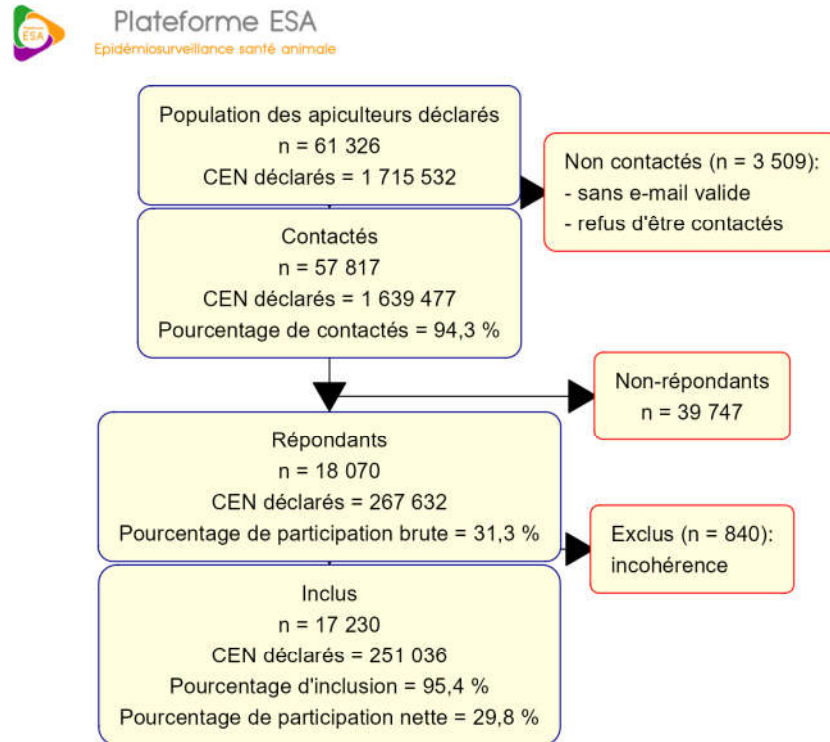 ESA
Plateforme ESA
Epidémiosurveillance santé animale
Population des apiculteurs déclarés
n = 61 326
CEN déclarés = 1 715 532
Non contactés (n = 3 509):
- sans e-mail valide
- refus d'être contactés
Contactés
n = 57 817
CEN déclarés = 1 639 477
Pourcentage de contactés = 94,3 %
Non-répondants
n = 39 747
Répondants
n = 18 070
CEN déclarés = 267 632
Pourcentage de participation brute = 31,3 %
Exclus (n = 840):
incohérence
Inclus
n = 17 230
CEN déclarés = 251 036
Pourcentage d'inclusion = 95,4 %
Pourcentage de participation nette = 29,8 %